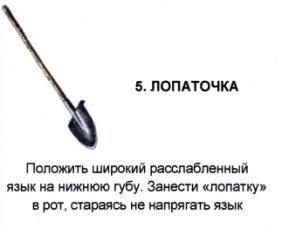 5. ЛОПАТОЧКА
Положить широкий расслабленный
язык на нижнюю губу. Занести «лопатку»
в рот, стараясь не напрягать язык